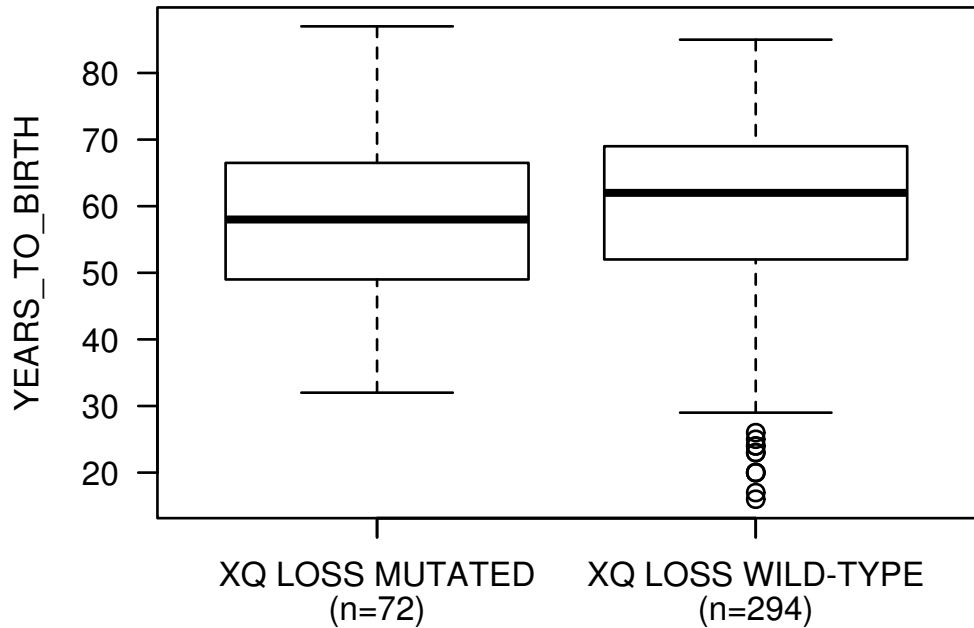 YEARS_TO_BIRTH
80
70
60
50
40
30
20
XQ LOSS MUTATED
(n=72)
XQ LOSS WILD-TYPE
(n=294)